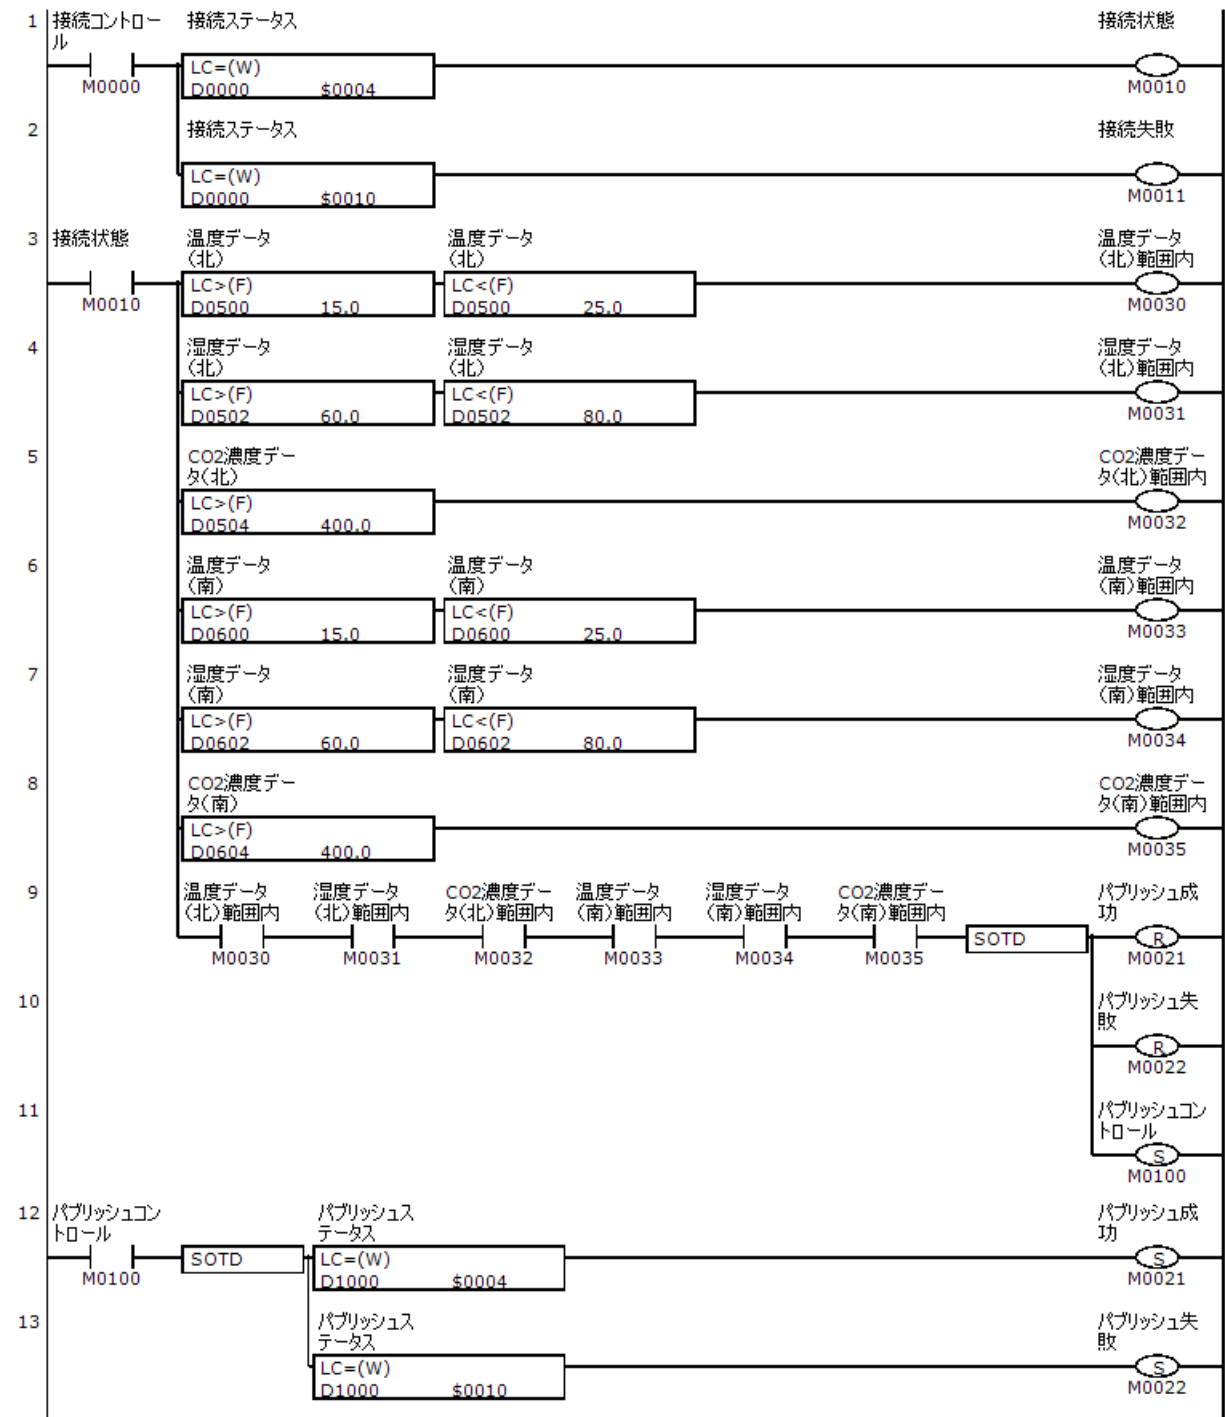 1 接続コントロー 接続ステータス 接続状態
ル
LC=(W)
M0000 D0000 $0004 M0010
2 接続ステータス 接続失敗
LC=(W)
D0000 $0010 M0011
3 接続状態 温度データ 温度データ 温度データ
(北) (北) (北)範囲内
LC>(F) LC<(F)
M0010 D0500 15.0 D0500 25.0 M0030
4 湿度データ 湿度データ 湿度データ
(北) (北) (北)範囲内
LC>(F) LC<(F)
D0502 60.0 D0502 80.0 M0031
5 CO2濃度デー CO2濃度デー
タ(北) タ(北)範囲内
LC>(F)
D0504 400.0 M0032
6 温度データ 温度データ 温度データ
(南) (南) (南)範囲内
LC>(F) LC<(F)
D0600 15.0 D0600 25.0 M0033
7 湿度データ 湿度データ 湿度データ
(南) (南) (南)範囲内
LC>(F) LC<(F)
D0602 60.0 D0602 80.0 M0034
8 CO2濃度デー CO2濃度デー
タ(南) タ(南)範囲内
LC>(F)
D0604 400.0 M0035
9 温度データ 湿度データ CO2濃度デー 温度データ 湿度データ CO2濃度デー パブリッシュ成
(北)範囲内 (北)範囲内 タ(北)範囲内 (南)範囲内 (南)範囲内 タ(南)範囲内 功
SOTD R
M0030 M0031 M0032 M0033 M0034 M0035 M0021
10 パブリッシュ失
敗
R
M0022
11 パブリッシュコン
トロール
S
M0100
12 パブリッシュコン パブリッシュス パブリッシュ成
トロール テータス 功
SOTD LC=(W) S
M0100 D1000 $0004 M0021
13 パブリッシュス パブリッシュ失
テータス 敗
LC=(W) S
D1000 $0010 M0022